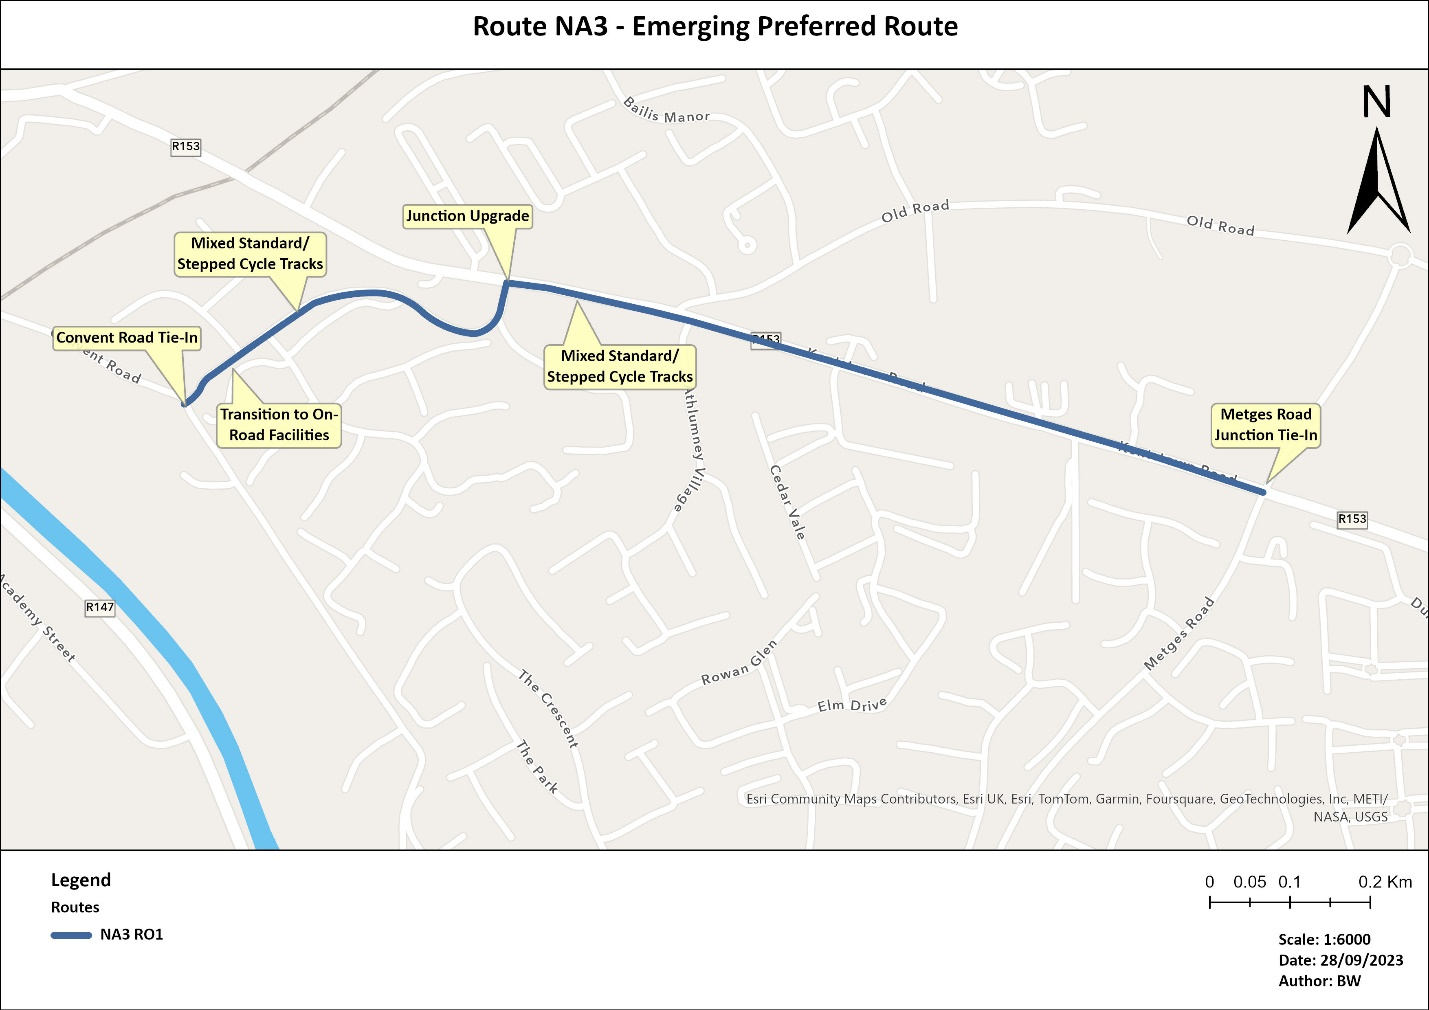 Route NA3 - Emerging Preferred Route
N
Bailis Manor
R153
Old Road
Old Road
Junction Upgrade
Mixed Standard/
Stepped Cycle Tracks
Convent Road Tie-In
ent Road
Mixed Standard/
Stepped Cycle Tracks
Transition to On-
Road Facilities
Metges Road
Junction Tie-In
Athlumney Village
Cedar Vale
R153
R147
Academy Street
Metges Road
Rowan Glen
The Crescent
Elm Drive
The Park
Esri Community Maps Contributors, Esri UK, Esri, TomTom, Garmin, Foursquare, GeoTechnologies, Inc, METI/
NASA, USGS
Legend
Routes
NA3 RO1
0 0.05 0.1 0.2 Km
Scale: 1:6000
Date: 28/09/2023
Author: BW